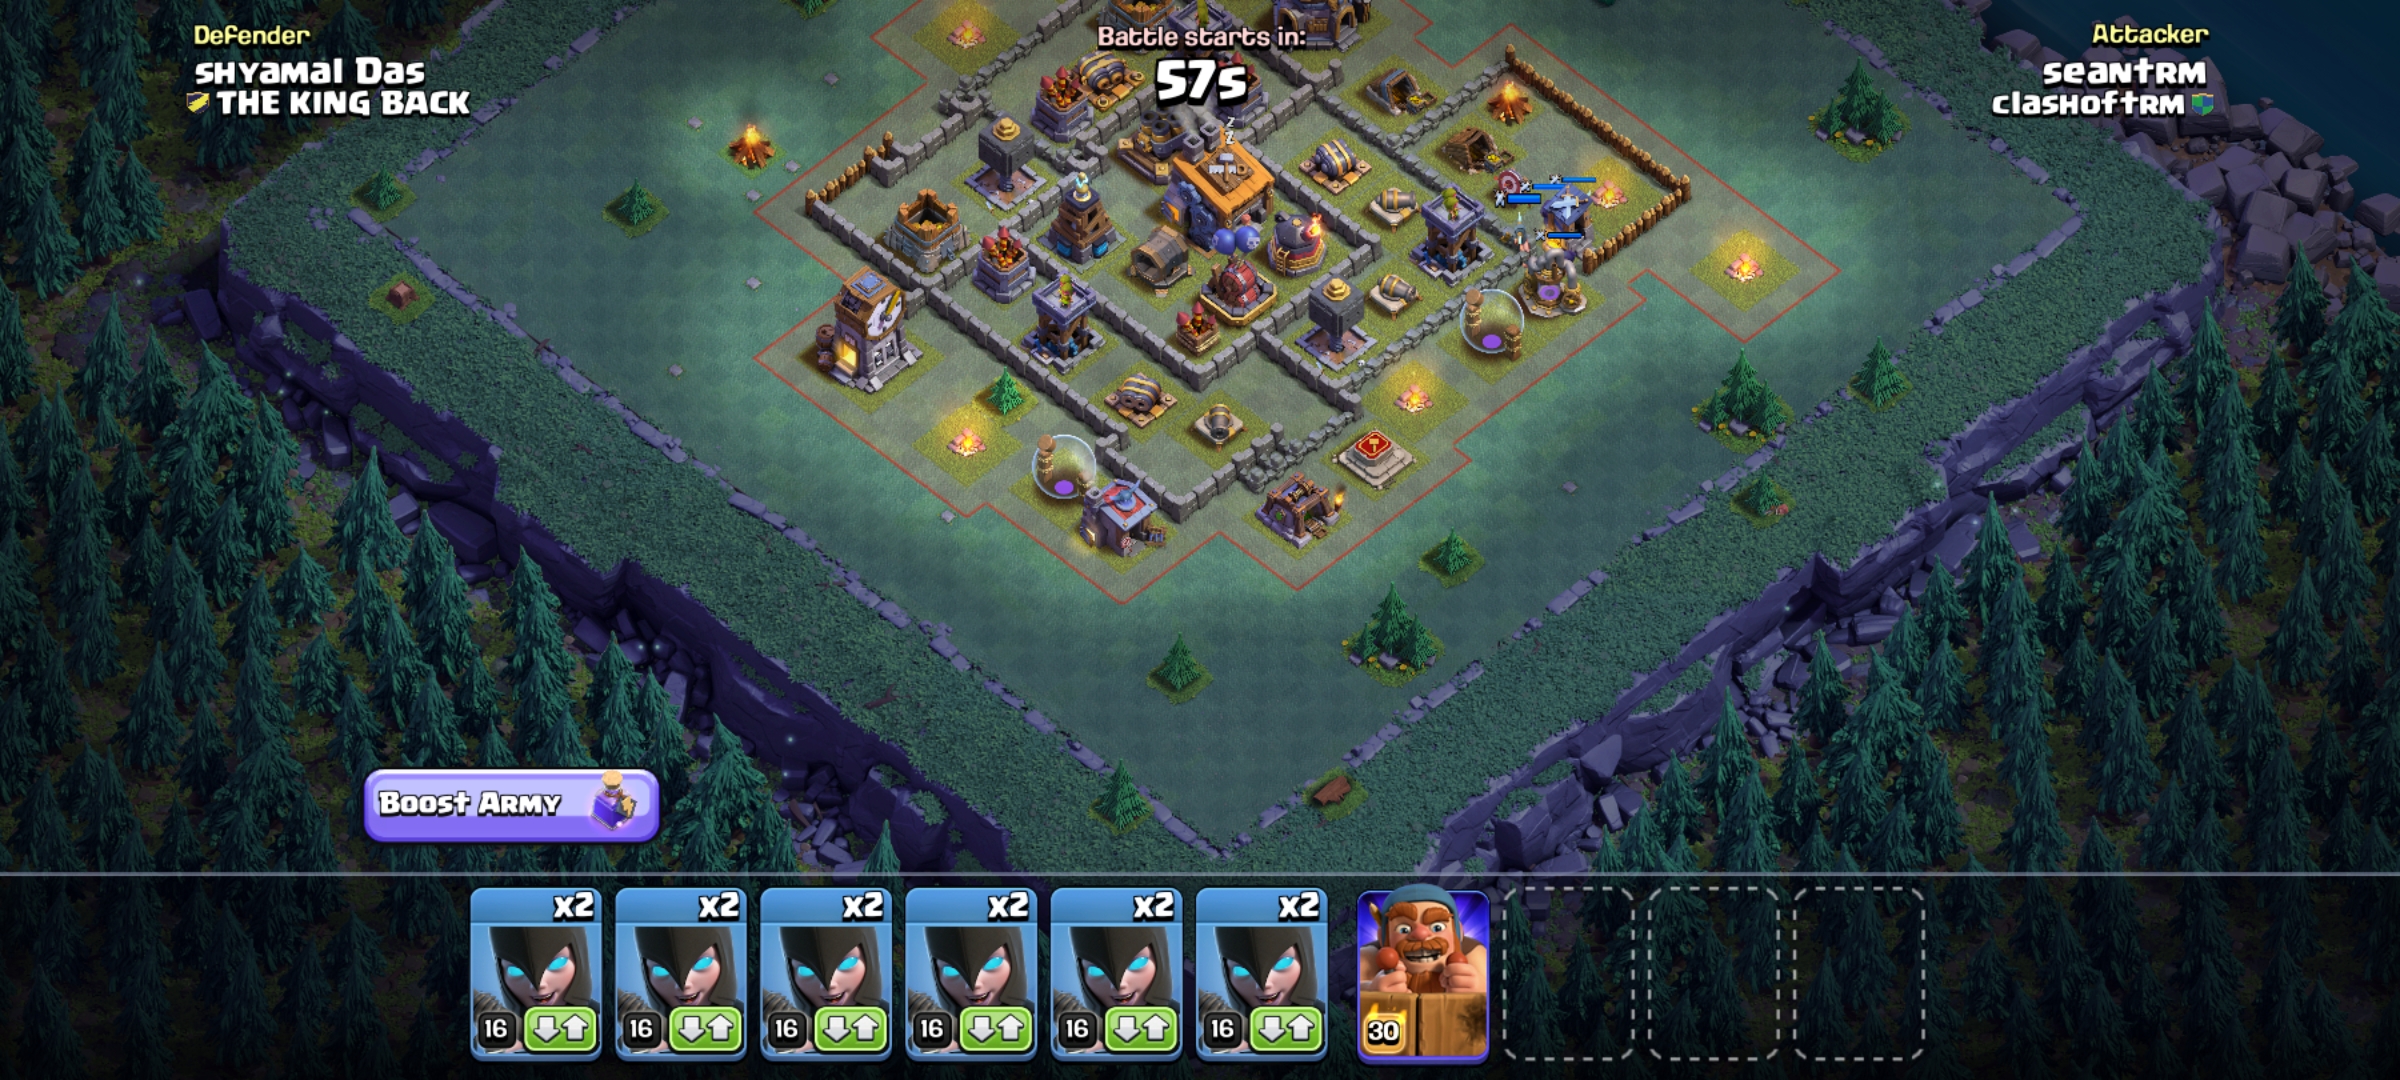 Defender
shyamal Das
THE KING BACK
Battle starts in:
57s
Attacker
seantRM
clashoftRM
Boost Army
x2
x2
x2
x2
x2
x2
16
16
16
16
16
16
30
z
z